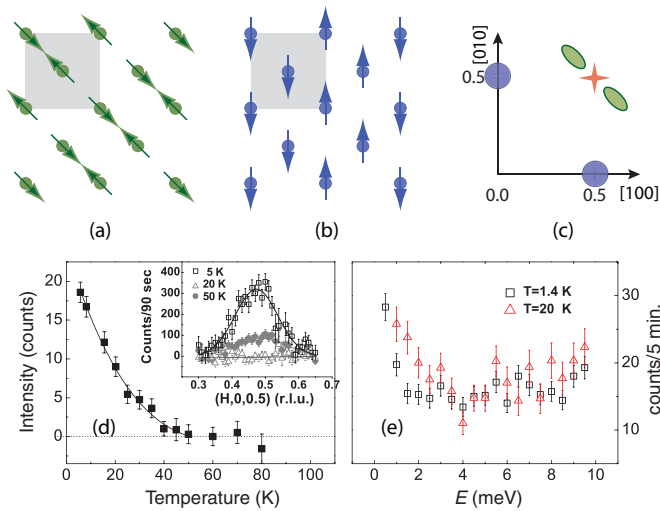 [010]
0.5
0.0
0.5
[100]
(a)
(b)
(c)
20
15
10
5
0
Intensity (counts)
0
20
40
60
80
100
Temperature (K)
(d)
400
300
200
100
0
Counts/90 sec
5 K
20 K
50 K
0.3
0.4
0.5
0.6
0.7
(H,0,0.5) (r.l.u.)
T=1.4 K
T=20 K
30
20
10
counts/5 min.
0
2
4
6
8
10
E (meV)
(e)